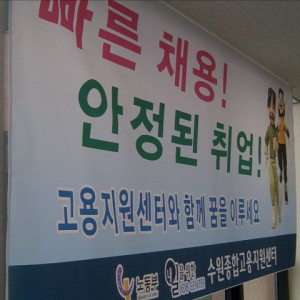 빠른 채용!
안정된 취업!
고용지원센터와 함께 꿈을 이루세요
노동부 수원종합고용지원센터